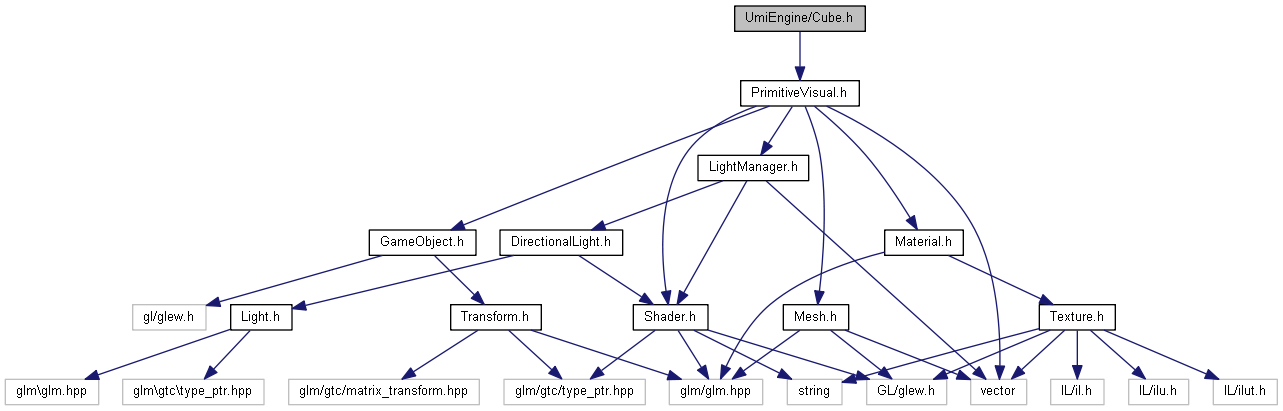 UmiEngine/Cube.h
PrimitiveVisual.h
LightManager.h
GameObject.h
DirectionalLight.h
Material.h
gl/glew.h
Light.h
Transform.h
Shader.h
Mesh.h
Texture.h
glm\glm.hpp
glm\gtc\type_ptr.hpp
glm/gtc/matrix_transform.hpp
glm/gtc/type_ptr.hpp
glm/glm.hpp
string
GL/glew.h
vector
IL/il.h
IL/ilu.h
IL/ilut.h